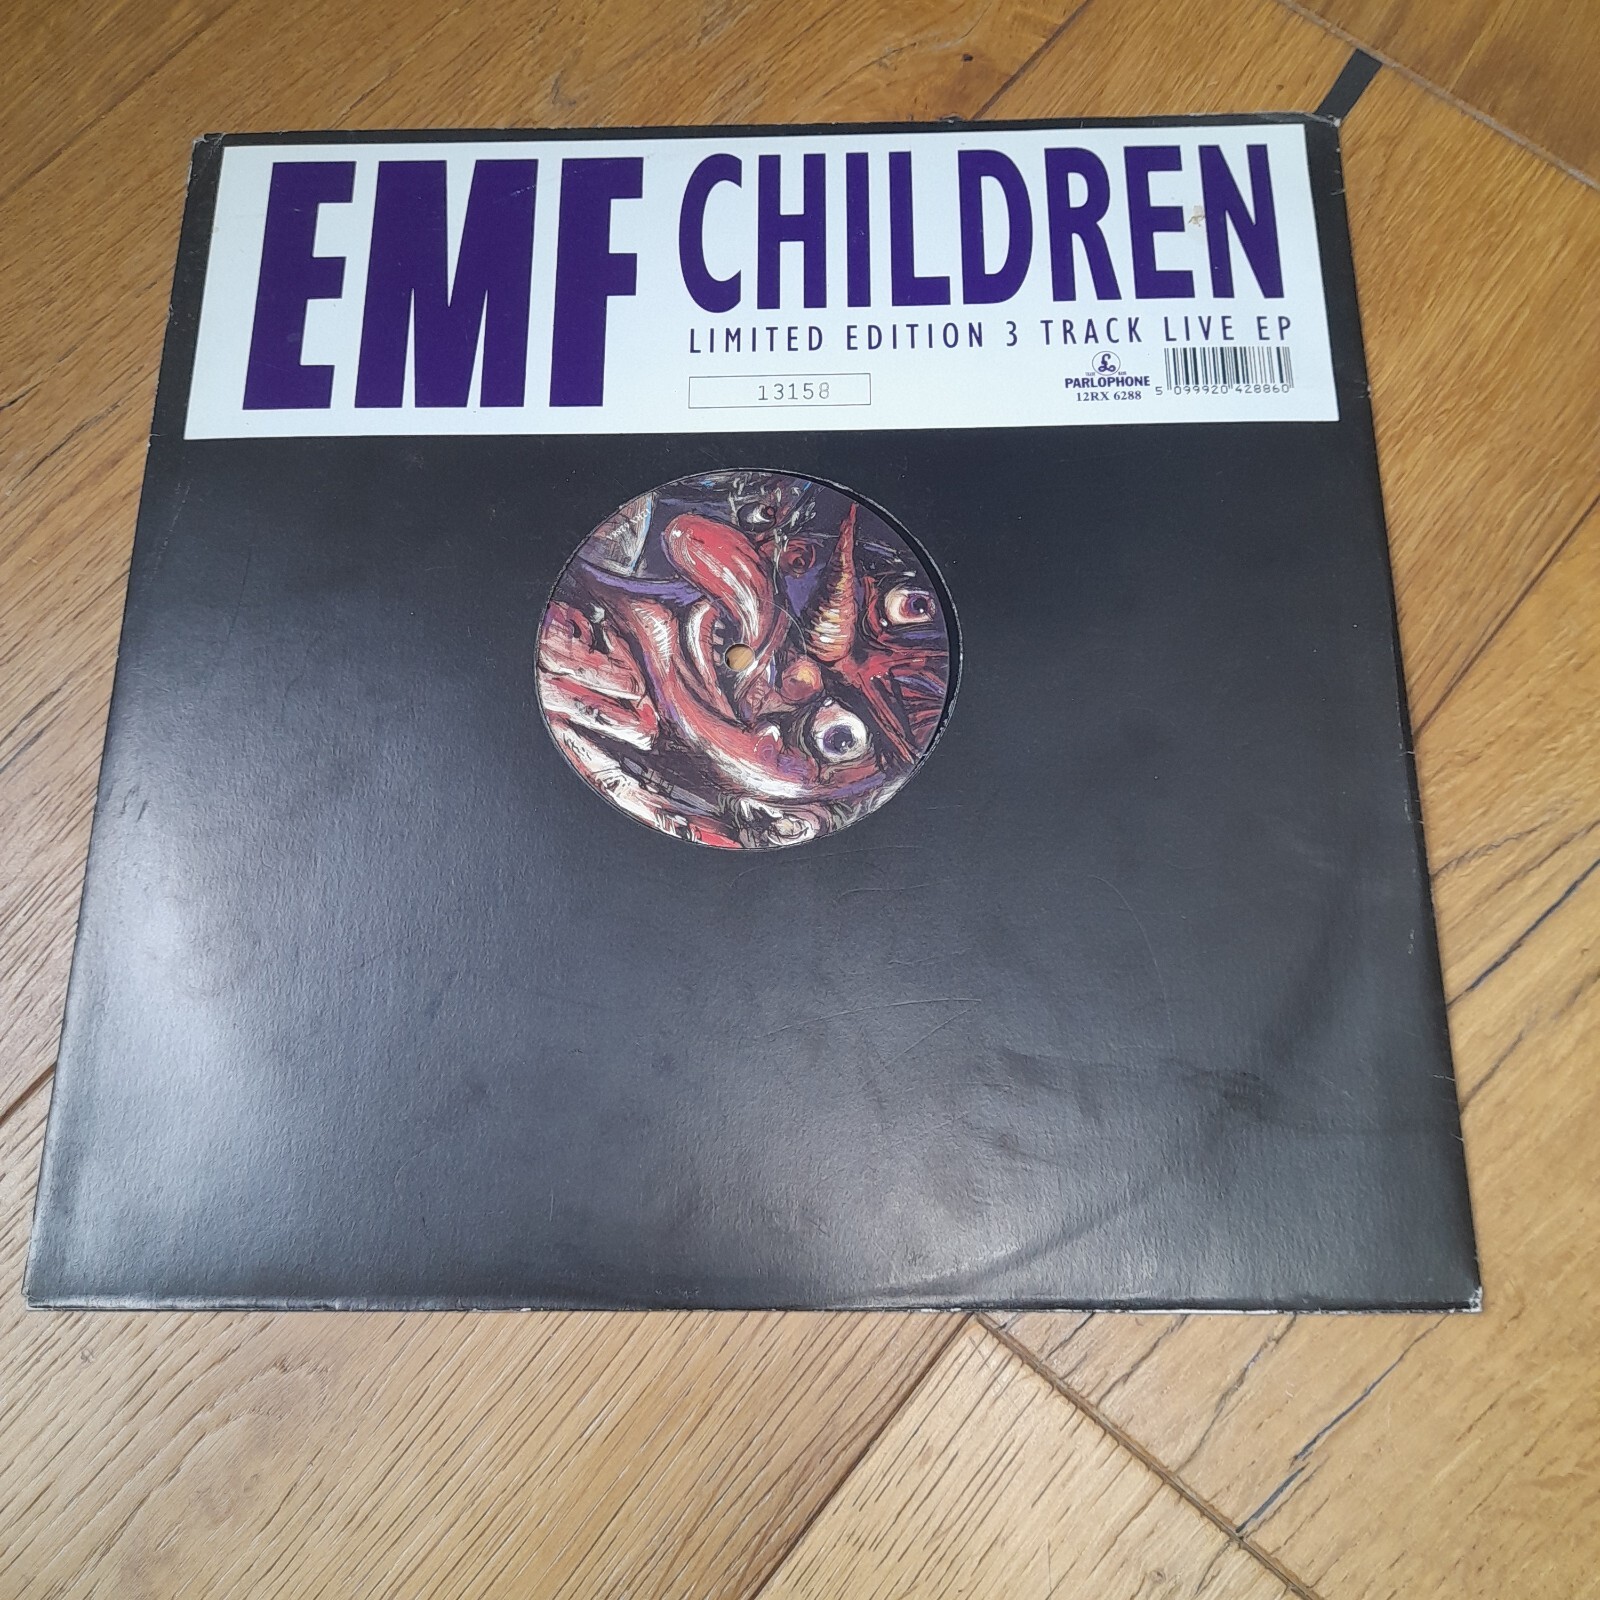 EMF CHILDREN
LIMITED EDITION 3 TRACK LIVE EP
13158
PARLOPHONE
12RX 6288
5 099920 428860